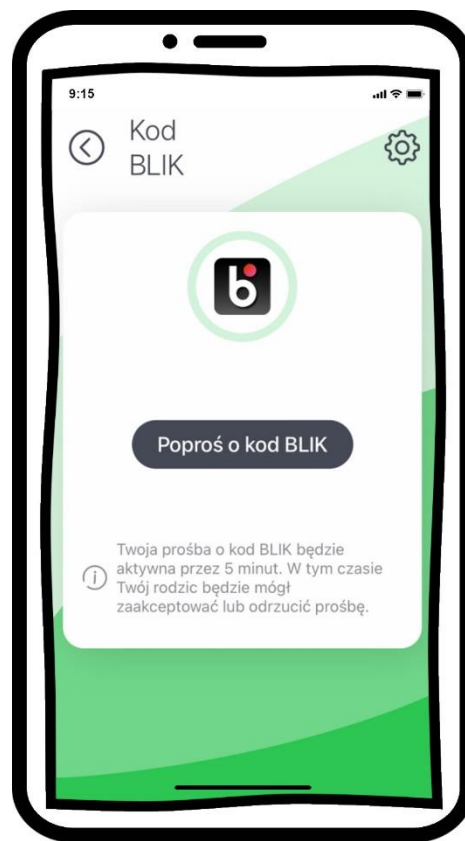 9:15
Kod
BLIK
b
Poproś o kod BLIK
Twoja prośba o kod BLIK będzie
aktywna przez 5 minut. W tym czasie
Twój rodzic będzie mógł
zaakceptować lub odrzucić prośbę.